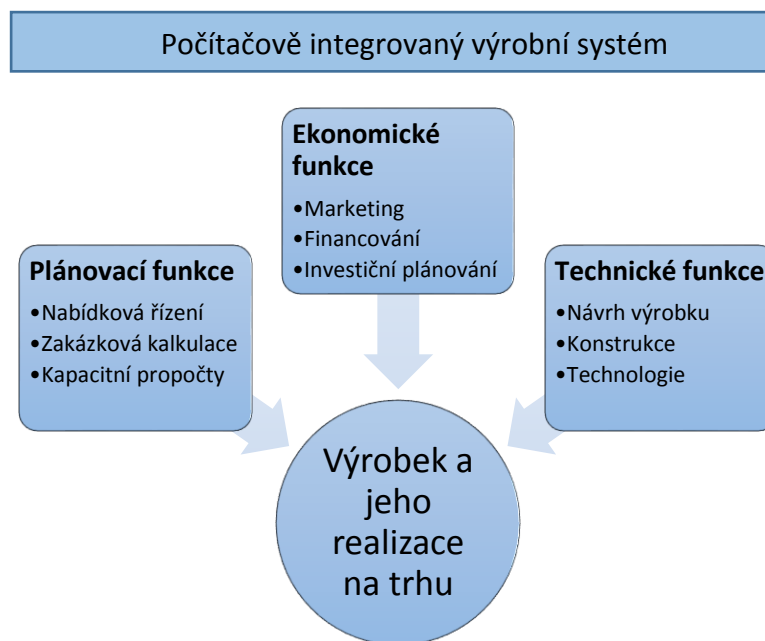 Počítačově integrovaný výrobní systém
Ekonomické
funkce
•Marketing
•Financování
•Investiční plánování
Plánovací funkce
•Nabídková řízení
•Zakázková kalkulace
•Kapacitní propočty
Technické funkce
•Návrh výrobku
•Konstrukce
•Technologie
Výrobek a
jeho
realizace
na trhu